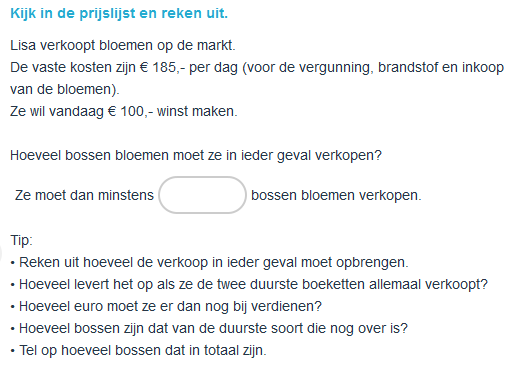 Kijk in de prijslijst en reken uit.
Lisa verkoopt bloemen op de markt.
De vaste kosten zijn € 185,- per dag (voor de vergunning, brandstof en inkoop
van de bloemen).
Ze wil vandaag € 100,- winst maken.
Hoeveel bossen bloemen moet ze in ieder geval verkopen?
Ze moet dan minstens bossen bloemen verkopen.
Tip:
• Reken uit hoeveel de verkoop in ieder geval moet opbrengen.
• Hoeveel levert het op als ze de twee duurste boeketten allemaal verkoopt?
• Hoeveel euro moet ze er dan nog bij verdienen?
• Hoeveel bossen zijn dat van de duurste soort die nog over is?
• Tel op hoeveel bossen dat in totaal zijn.